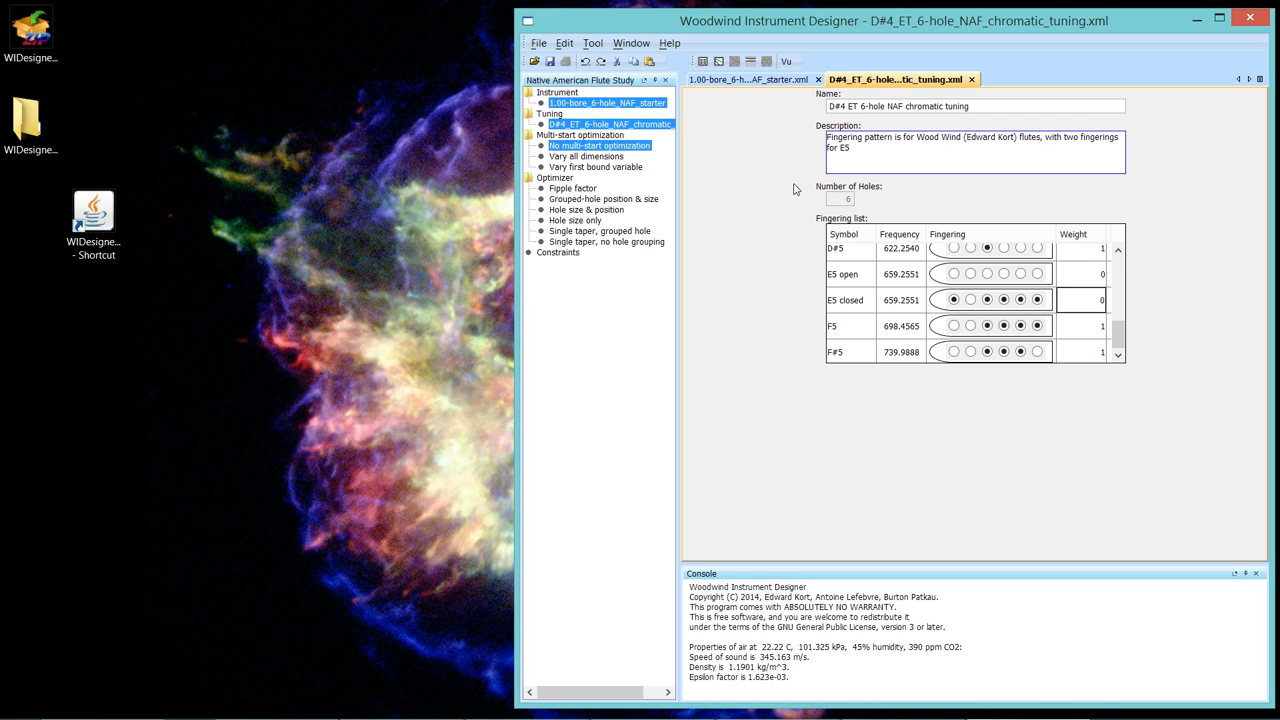 ZIP
WIDesigne...
WIDesigne...
WIDesigne...
- Shortcut
Woodwind Instrument Designer - D#4_ET_6-hole_NAF_chromatic_tuning.xml
File Edit Tool Window Help
Vu
Native American Flute Study
1.00-bore_6-h...AF_starter.xml
D#4_ET_6-hole...tic_tuning.xml
Instrument
1.00-bore_6-hole_NAF_starter
Tuning
D#4_ET_6-hole_NAF_chromatic
Multi-start optimization
No multi-start optimization
Vary all dimensions
Vary first bound variable
Optimizer
Fipple factor
Grouped-hole position & size
Hole size & position
Hole size only
Single taper, grouped hole
Single taper, no hole grouping
Constraints
Name:
D#4 ET 6-hole NAF chromatic tuning
Description:
Fingering pattern is for Wood Wind (Edward Kort) flutes, with two fingerings
for E5
Number of Holes:
6
Fingering list:
Symbol Frequency Fingering Weight
D#5 622.2540 1
E5 open 659.2551 0
E5 closed 659.2551 0
F5 698.4565 1
F#5 739.9888 1
Console
Woodwind Instrument Designer
Copyright (C) 2014, Edward Kort, Antoine Lefebvre, Burton Patkau.
This program comes with ABSOLUTELY NO WARRANTY.
This is free software, and you are welcome to redistribute it
under the terms of the GNU General Public License, version 3 or later.
Properties of air at  22.22 C,  101.325 kPa,  45% humidity, 390 ppm CO2:
Speed of sound is  345.163 m/s.
Density is  1.1901 kg/m^3.
Epsilon factor is 1.623e-03.